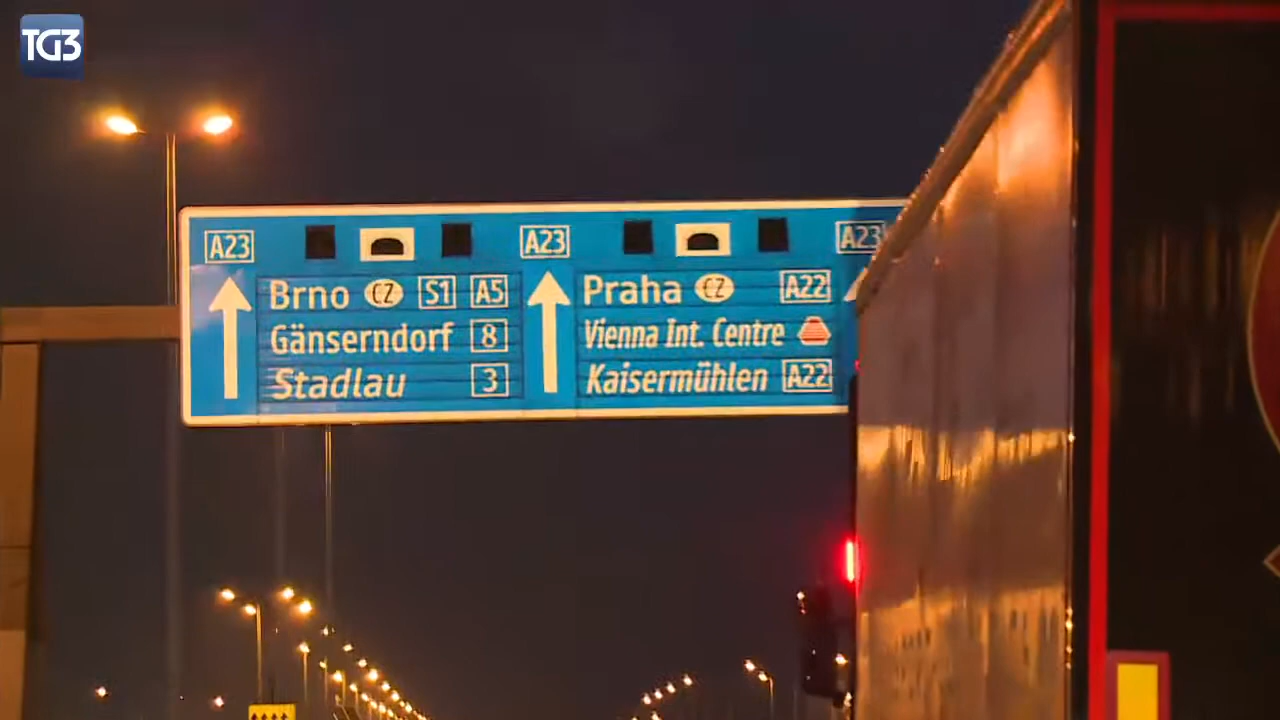 TG3
A23 A23 A23
Brno CZ S1 A5
Gänserndorf 8
Stadlau 3
Praha CZ A22
Vienna Int. Centre
Kaisermühlen A22